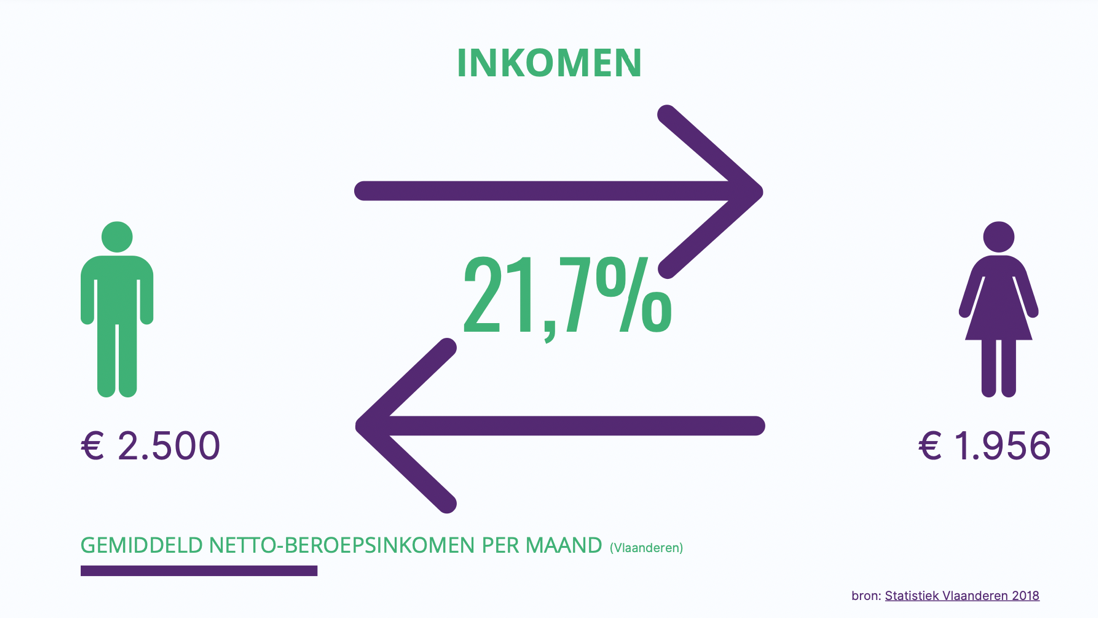 INKOMEN
21,7%
€ 2.500
€ 1.956
GEMIDDELD NETTO-BEROEPSINKOMEN PER MAAND (Vlaanderen)
bron: Statistiek Vlaanderen 2018